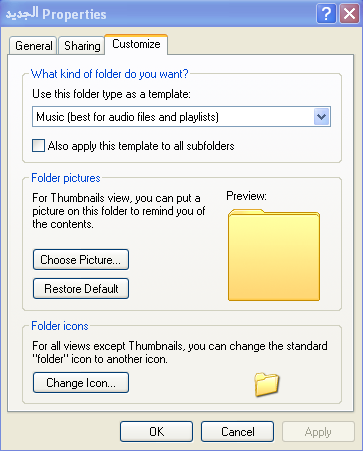 الجديد Properties
General Sharing Customize
What kind of folder do you want?
Use this folder type as a template:
Music (best for audio files and playlists)
Also apply this template to all subfolders
Folder pictures
For Thumbnails view, you can put a
picture on this folder to remind you of
the contents.
Preview:
Choose Picture...
Restore Default
Folder icons
For all views except Thumbnails, you can change the standard
"folder" icon to another icon.
Change Icon...
OK Cancel Apply